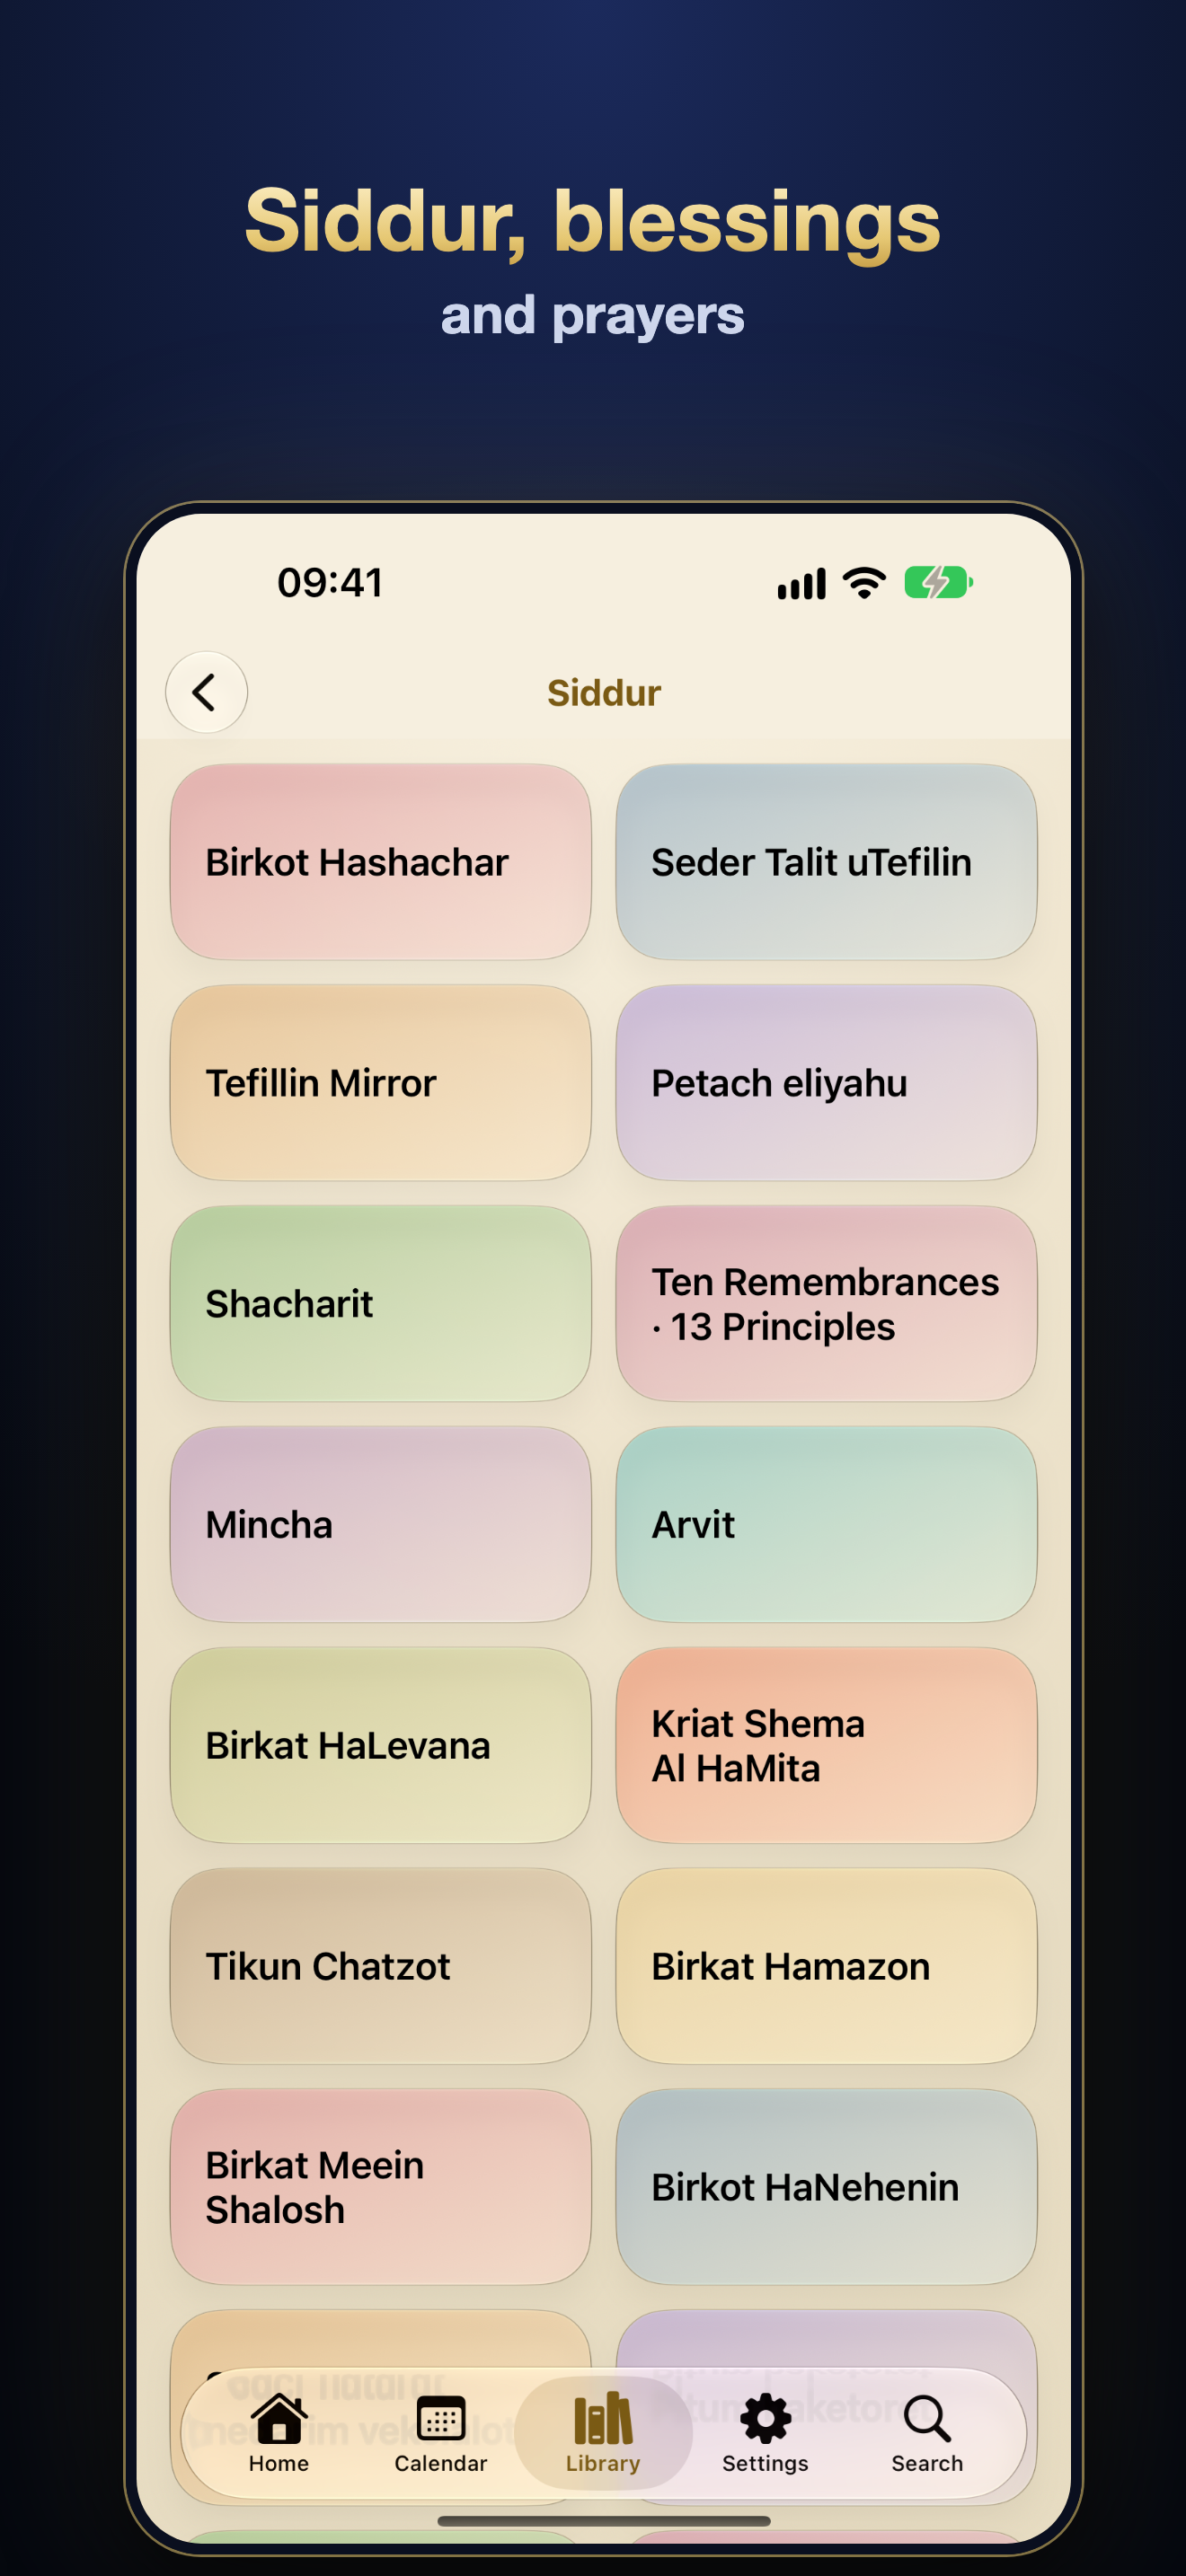 Siddur, blessings
and prayers
09:41
Siddur
Birkot Hashachar
Seder Talit uTefilin
Tefillin Mirror
Petach eliyahu
Shacharit
Ten Remembrances
· 13 Principles
Mincha
Arvit
Birkat HaLevana
Kriat Shema
Al HaMita
Tikun Chatzot
Birkat Hamazon
Birkat Meein
Shalosh
Birkot HaNehenin
Home
Calendar
Library
Settings
Search